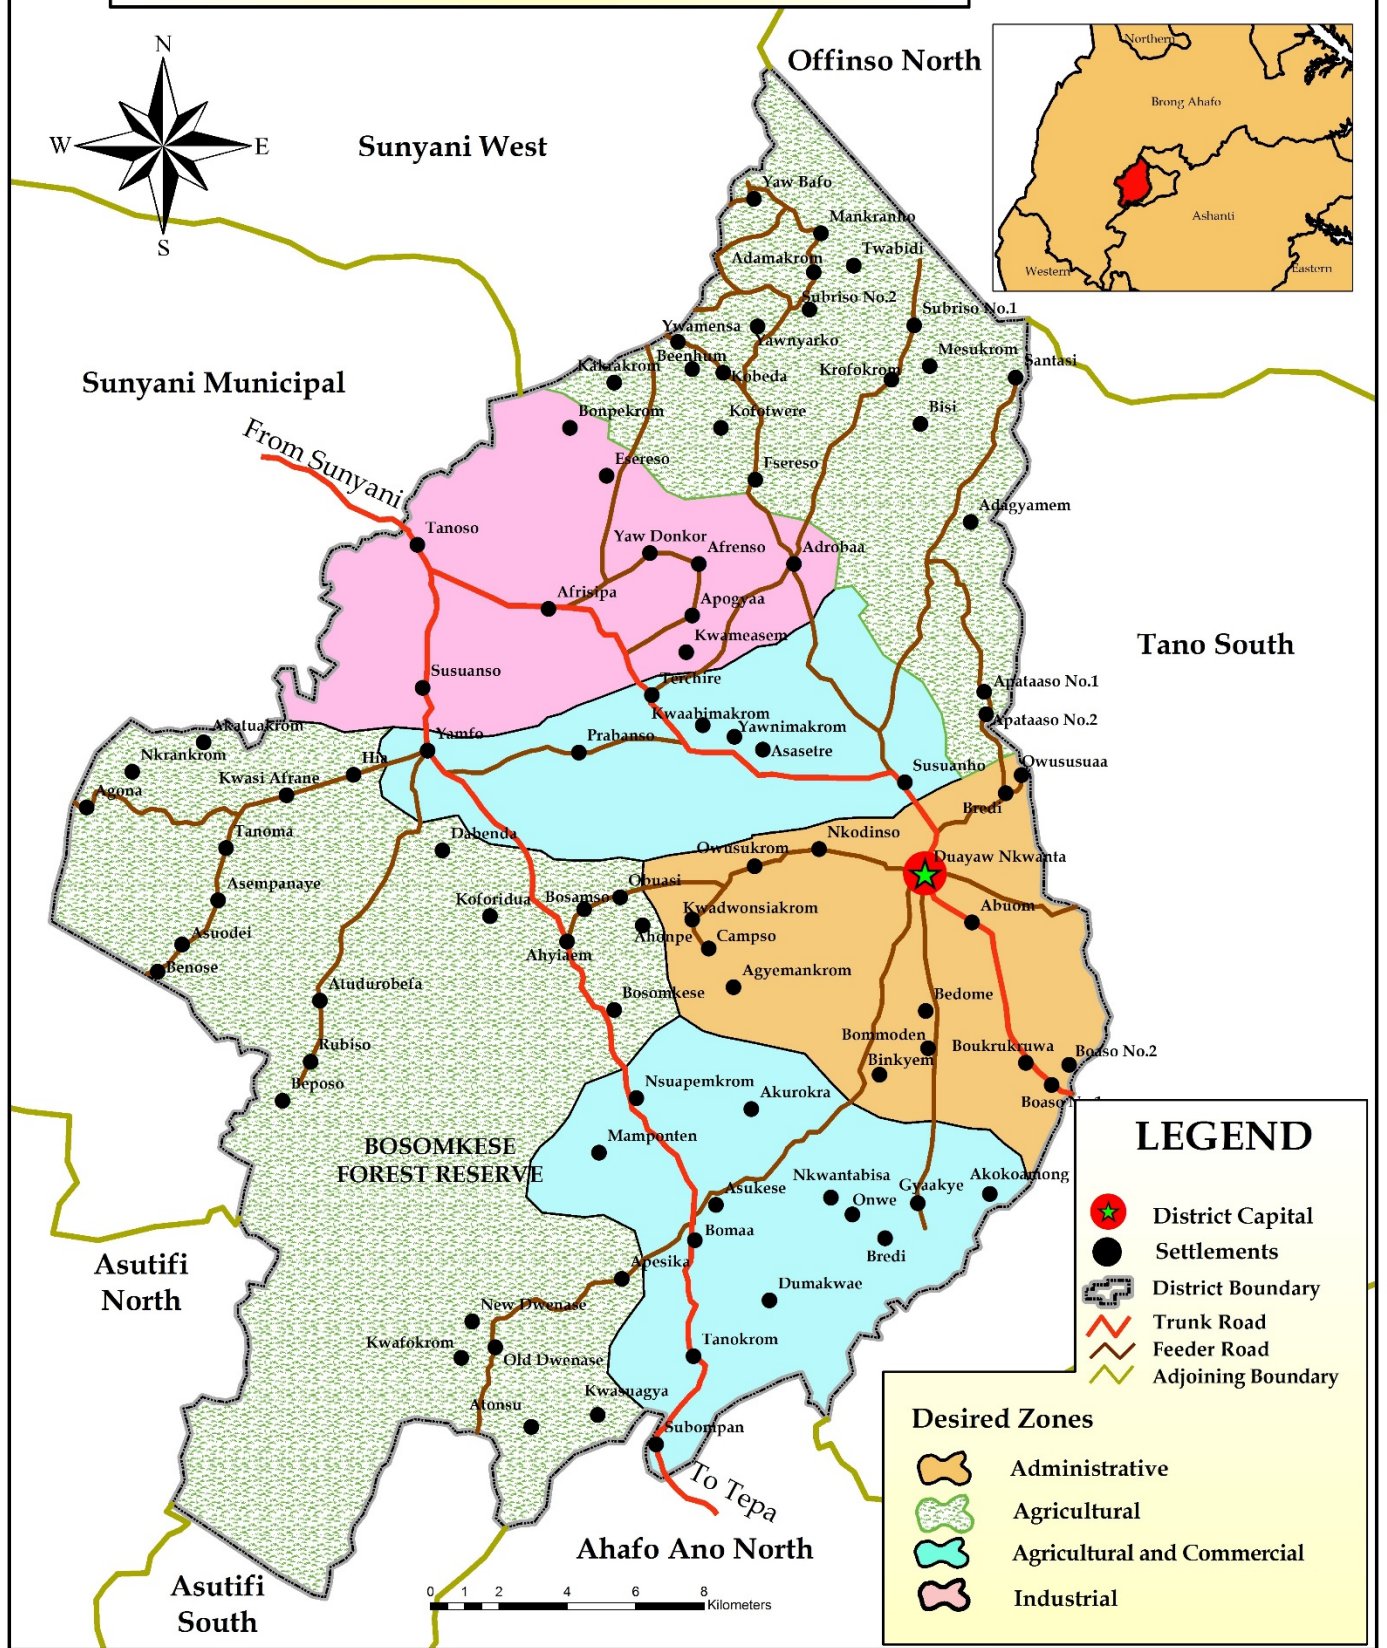 Offinso North
Northern
Brong Ahafo
Ashanti
Western
Eastern
N
W
E
S
Sunyani West
Yaw Bafo
Mankranho
Twabidi
Adamakrom
Subriso No.2
Subriso No.1
Ywamensa
Yawnyarko
Beenhum
Mesukrom
Santasi
Kakrakrom
Kobeda
Krofokrom
Sunyani Municipal
Bonpekrom
Kofotwere
Bisi
From Sunyani
Esereso
Fsereso
Adagyamem
Tanoso
Yaw Donkor
Afrenso
Adrobaa
Afrisipa
Apogyaa
Kwameasem
Tano South
Susuanso
Terchire
Apataaso No.1
Kwaabimakrom
Apataaso No.2
Akatuakrom
Yamfo
Prabanso
Yawnimakrom
Asasetre
Nkrankrom
Hia
Susuanho
Owususuaa
Kwasi Afrane
Agona
Bredi
Tanoma
Dabenda
Owusukrom
Nkodinso
Duayaw Nkwanta
Asempanaye
Koforidua
Bosamso
Obuasi
Kwadwonsiakrom
Abuom
Asuodei
Ahyiaem
Ahonpe
Campso
Benose
Agyemankrom
Atudurobefa
Bosomkese
Bedome
Rubiso
Bommoden
Boukrukruwa
Boaso No.2
Binkyem
Beposo
Nsuapemkrom
Akurokra
Boaso No.1
BOSOMKESE
FOREST RESERVE
Mamponten
Asukese
Nkwantabisa
Onwe
Gyaakye
Akokoamong
Bomaa
Bredi
Asutifi
North
Apesika
Dumakwae
New Dwenase
Kwafokrom
Old Dwenase
Tanokrom
Atonsu
Kwasuagya
Subompan
To Tepa
Ahafo Ano North
Asutifi
South
0 1 2 4 6 8
Kilometers
LEGEND
District Capital
Settlements
District Boundary
Trunk Road
Feeder Road
Adjoining Boundary
Desired Zones
Administrative
Agricultural
Agricultural and Commercial
Industrial